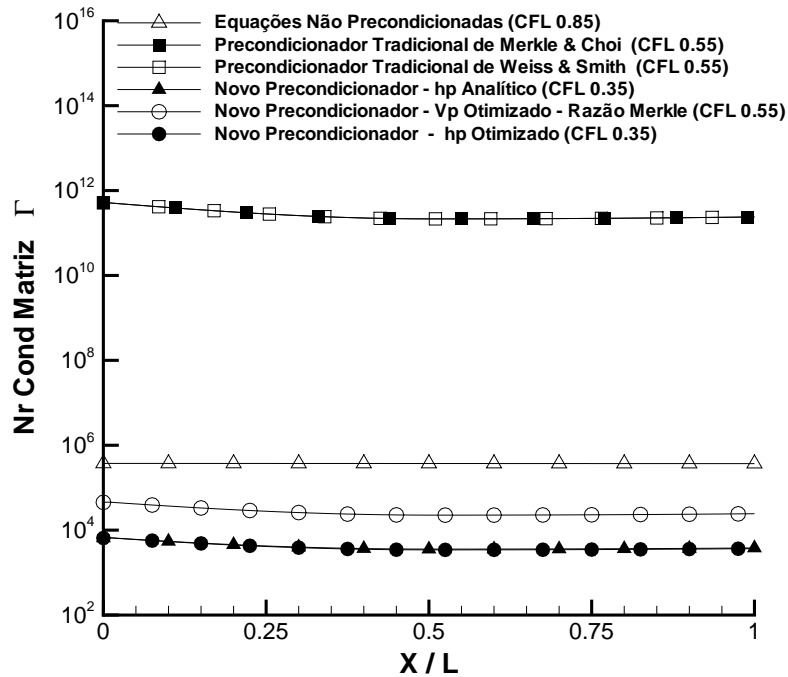 Equações Não Precondicionadas (CFL 0.85)
Precondicionador Tradicional de Merkle & Choi (CFL 0.55)
Precondicionador Tradicional de Weiss & Smith (CFL 0.55)
Novo Precondicionador - hp Analítico (CFL 0.35)
Novo Precondicionador - Vp Otimizado - Razão Merkle (CFL 0.55)
Novo Precondicionador - hp Otimizado (CFL 0.35)
Nr Cond Matriz Γ
10^16
10^14
10^12
10^10
10^8
10^6
10^4
10^2
0 0.25 0.5 0.75 1
X / L